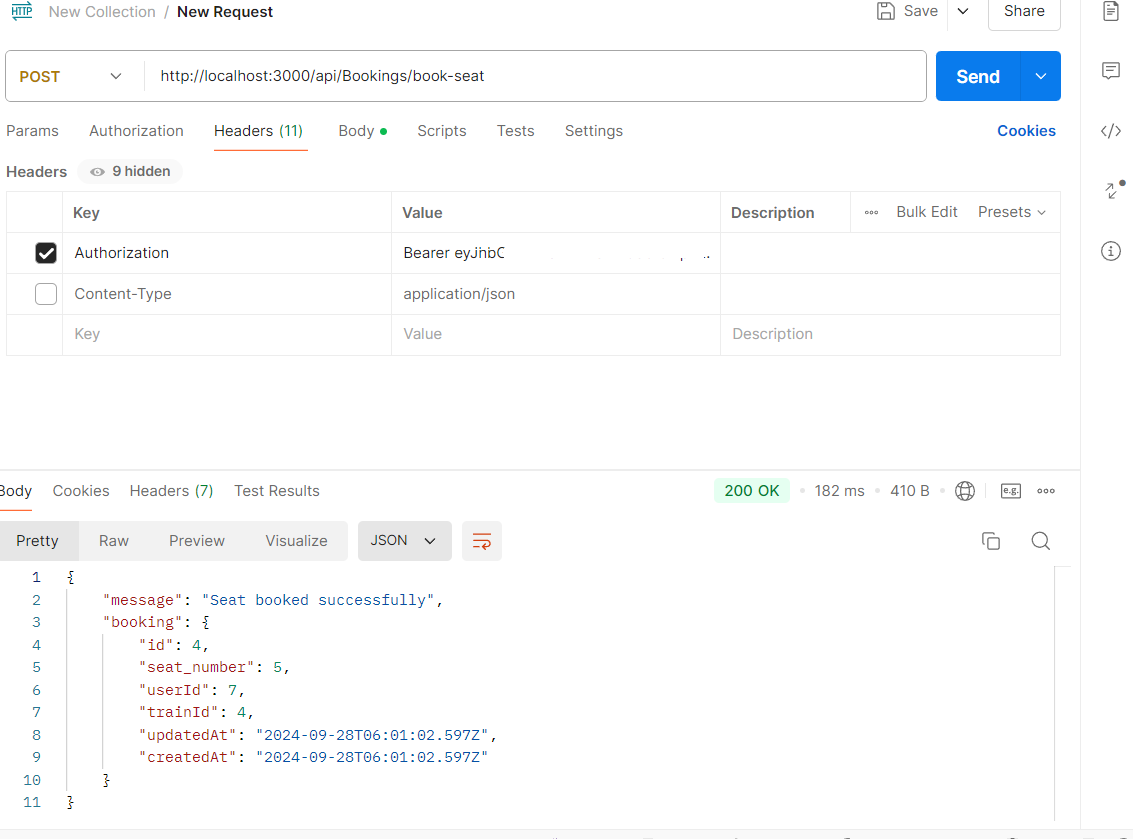 HTTP New Collection / New Request Save Share
POST http://localhost:3000/api/Bookings/book-seat Send
Params Authorization Headers (11) Body Scripts Tests Settings Cookies
Headers 9 hidden
Key Value Description Bulk Edit Presets
Authorization Bearer eyJhbC
Content-Type application/json
Key Value Description
Body Cookies Headers (7) Test Results 200 OK 182 ms 410 B e.g.
Pretty Raw Preview Visualize JSON
1 {
2 "message": "Seat booked successfully",
3 "booking": {
4 "id": 4,
5 "seat_number": 5,
6 "userId": 7,
7 "trainId": 4,
8 "updatedAt": "2024-09-28T06:01:02.597Z",
9 "createdAt": "2024-09-28T06:01:02.597Z"
10 }
11 }